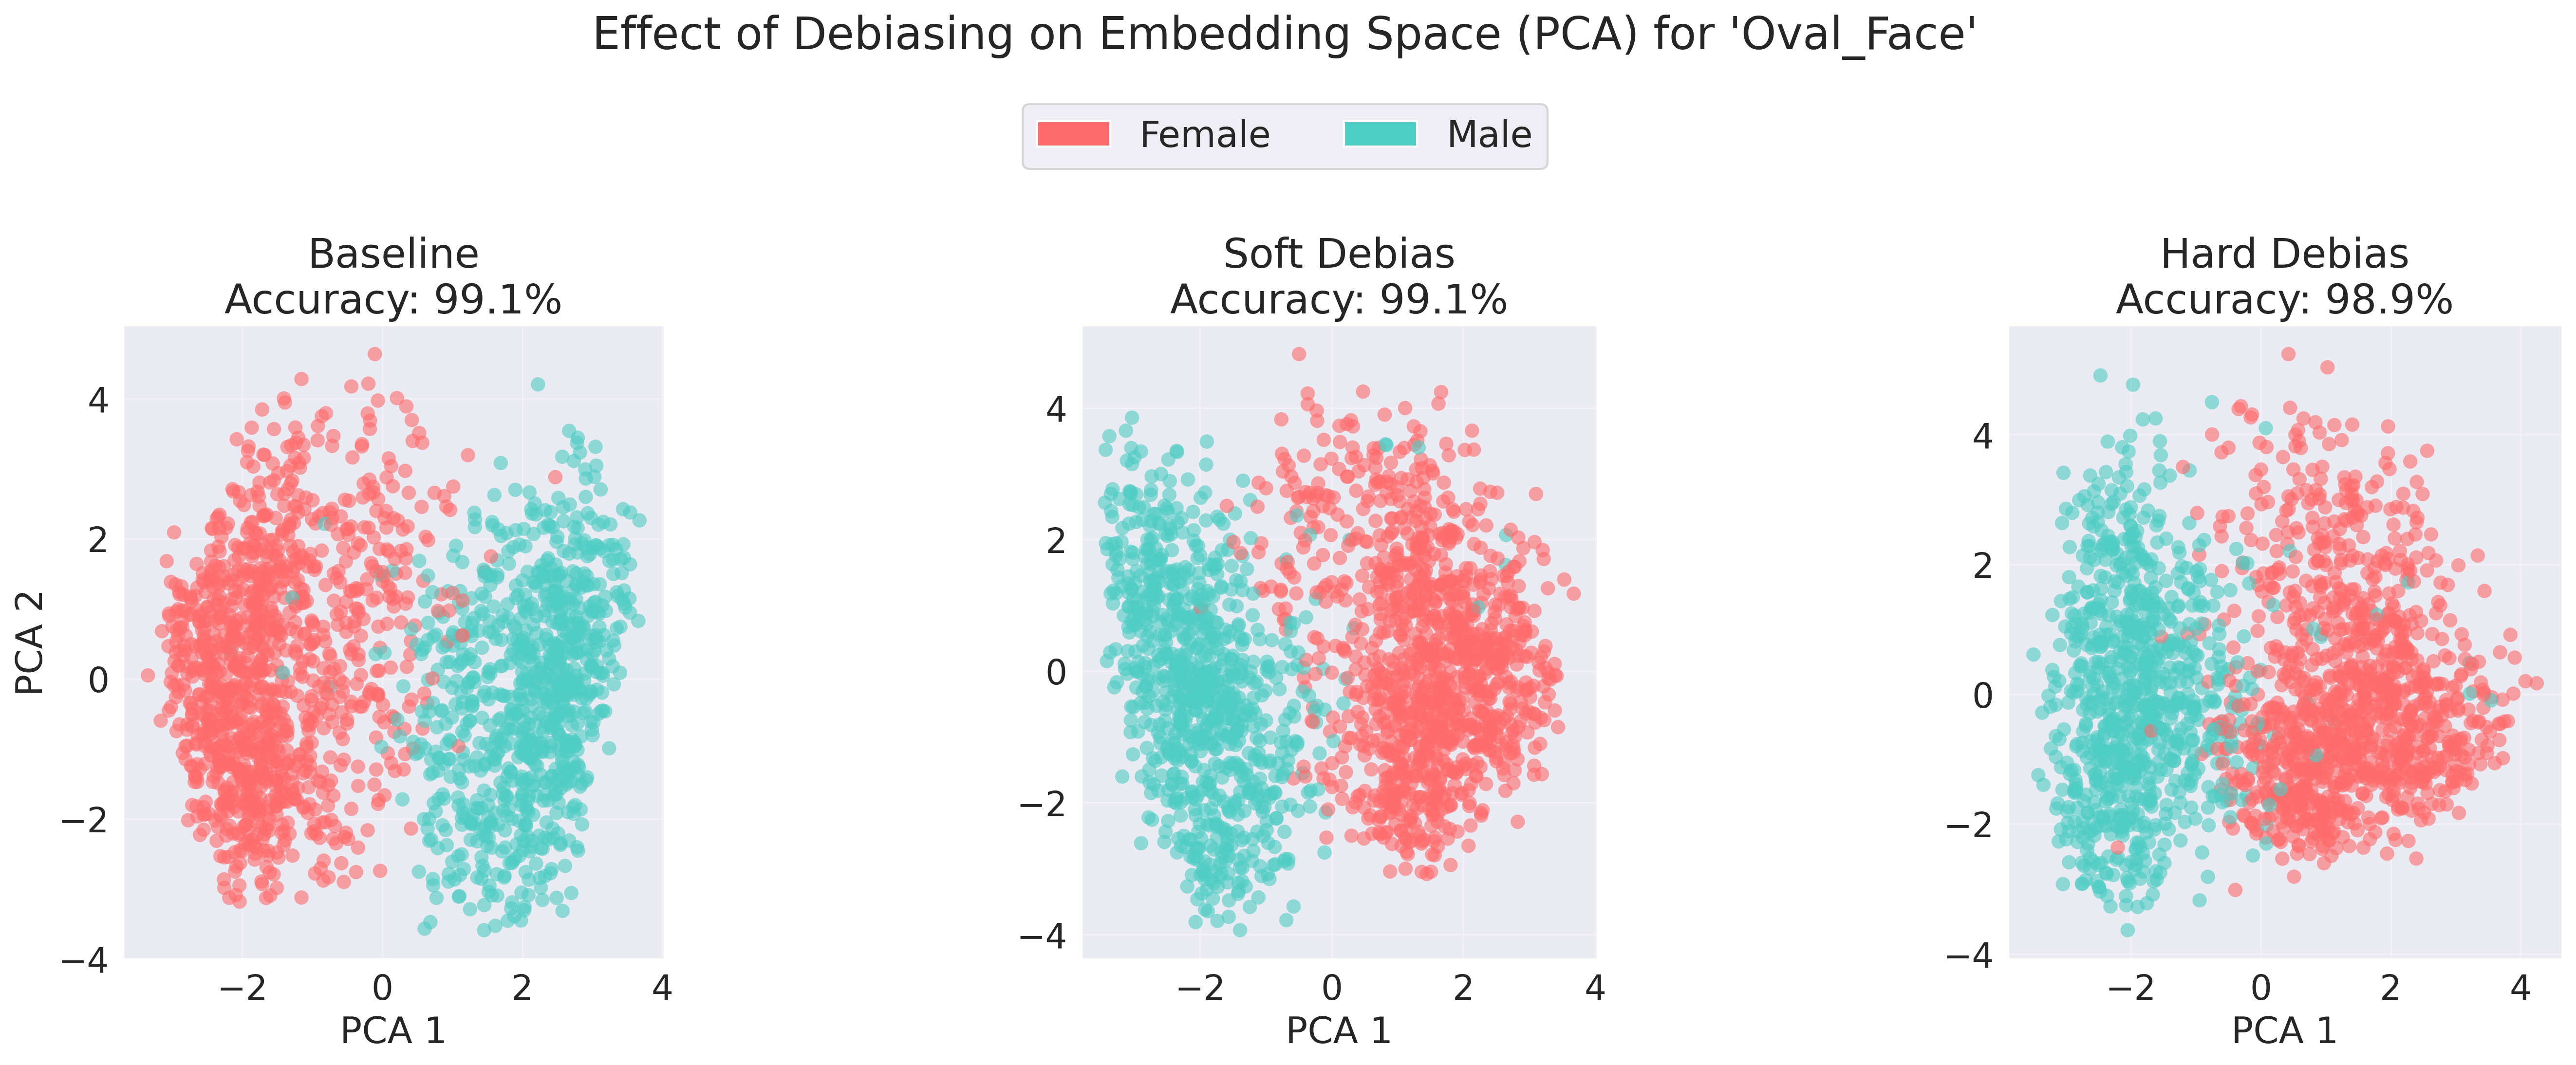 Effect of Debiasing on Embedding Space (PCA) for 'Oval_Face'
Female Male
Baseline
Accuracy: 99.1%
PCA 2
4
2
0
−2
−4
−2 0 2 4
PCA 1
Soft Debias
Accuracy: 99.1%
4
2
0
−2
−4
−2 0 2 4
PCA 1
Hard Debias
Accuracy: 98.9%
4
2
0
−2
−4
−2 0 2 4
PCA 1